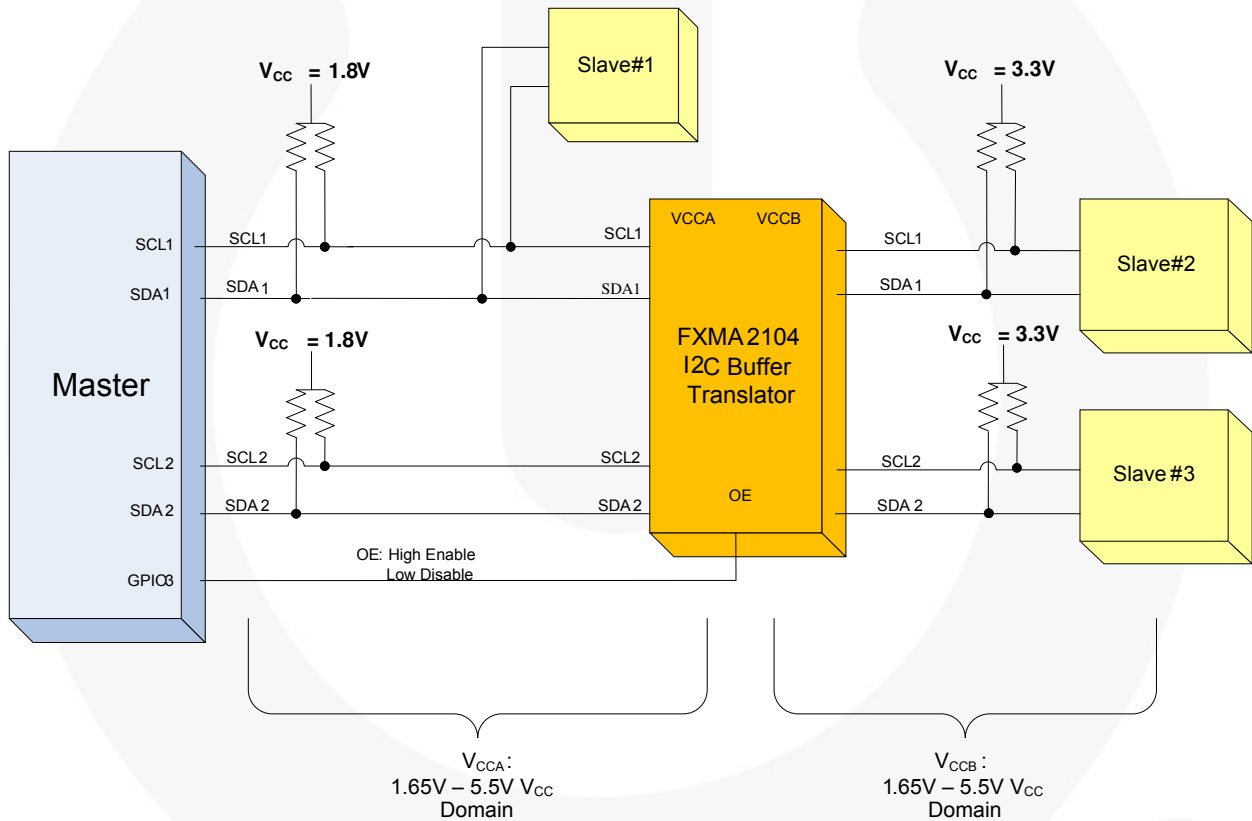 Slave#1
VCC = 1.8V
VCC = 3.3V
VCCA VCCB
SCL1 SCL1 SCL1 SCL1
Slave#2
SDA1 SDA1 SDA1 SDA1
VCC = 1.8V
VCC = 3.3V
FXMA2104
I2C Buffer
Translator
Master
SCL2 SCL2 SCL2 SCL2
Slave #3
SDA2 SDA2 SDA2 SDA2
OE
OE: High Enable
Low Disable
GPIO3
VCCA:
1.65V – 5.5V VCC
Domain
VCCB:
1.65V – 5.5V VCC
Domain